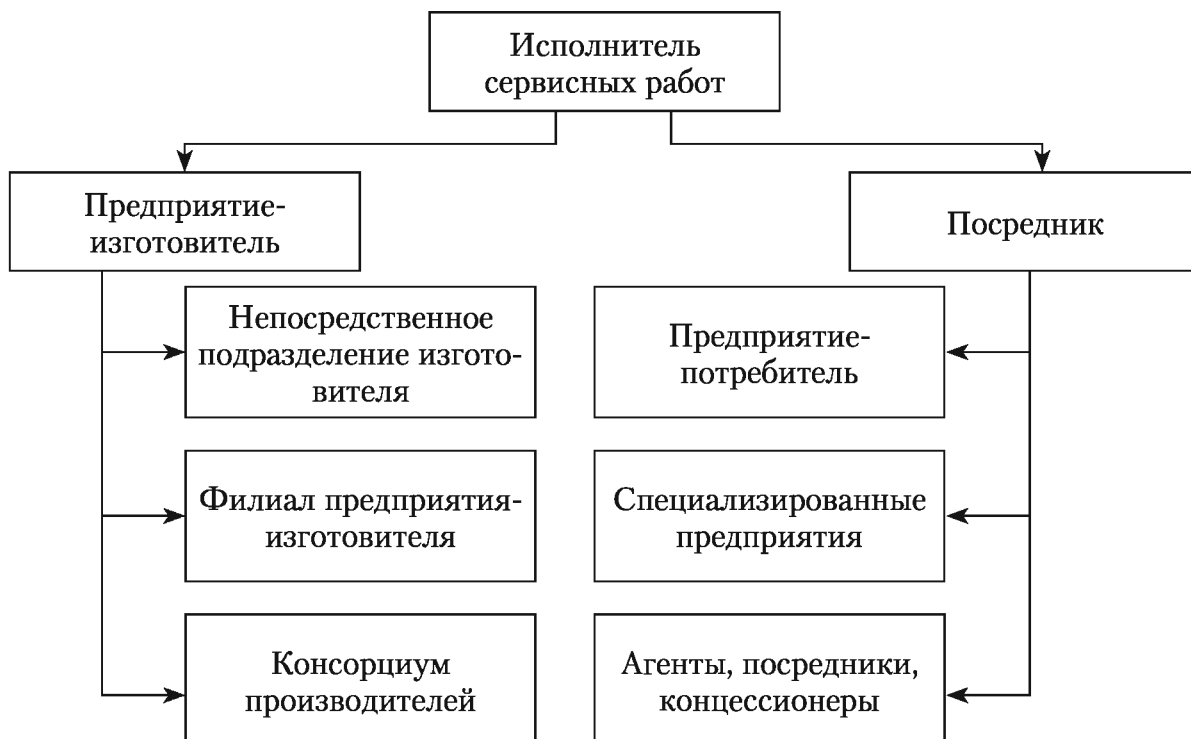 Исполнитель
сервисных работ
Предприятие-
изготовитель
Посредник
Непосредственное
подразделение изгото-
вителя
Предприятие-
потребитель
Филиал предприятия-
изготовителя
Специализированные
предприятия
Консорциум
производителей
Агенты, посредники,
концессионеры